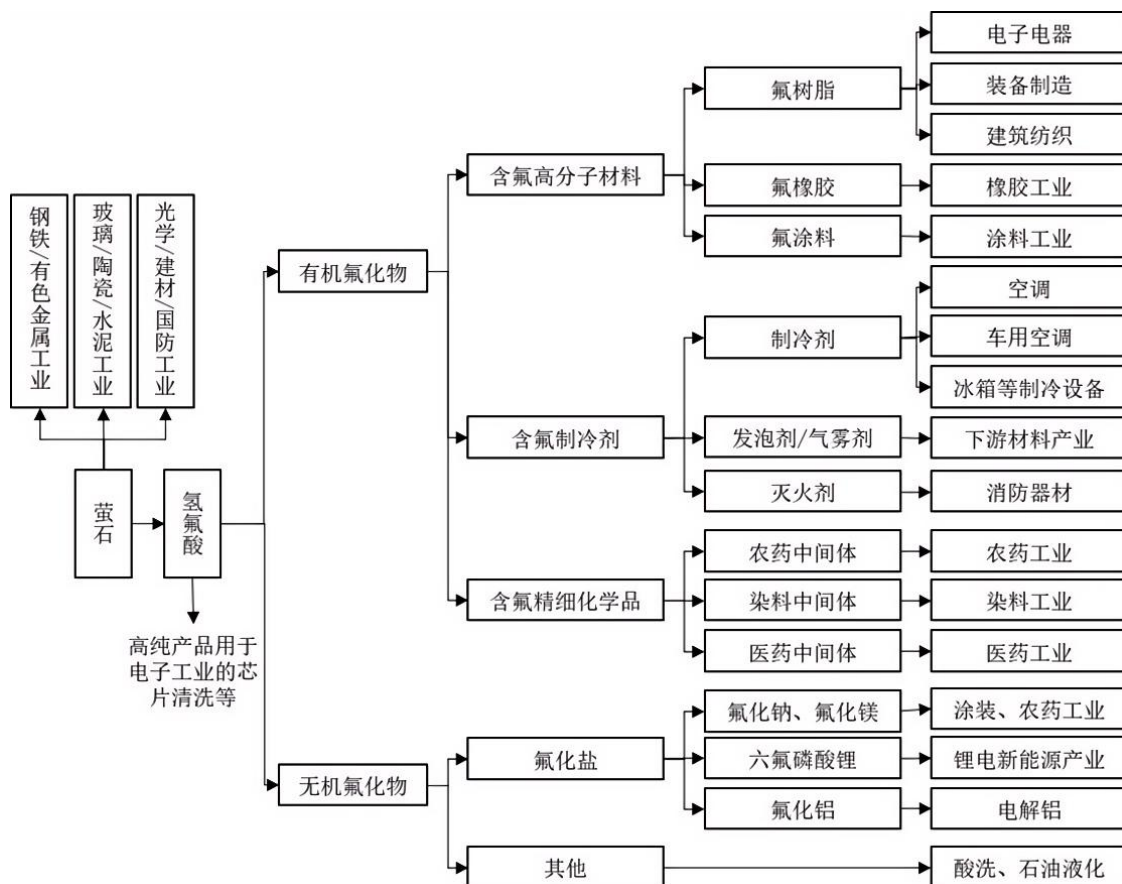 钢铁/有色金属工业
玻璃/陶瓷/水泥工业
光学/建材/国防工业
萤石
氢氟酸
高纯产品用于
电子工业的芯
片清洗等
有机氟化物
无机氟化物
含氟高分子材料
含氟制冷剂
含氟精细化学品
氟化盐
其他
氟树脂
氟橡胶
氟涂料
制冷剂
发泡剂/气雾剂
灭火剂
农药中间体
染料中间体
医药中间体
氟化钠、氟化镁
六氟磷酸锂
氟化铝
电子电器
装备制造
建筑纺织
橡胶工业
涂料工业
空调
车用空调
冰箱等制冷设备
下游材料产业
消防器材
农药工业
染料工业
医药工业
涂装、农药工业
锂电新能源产业
电解铝
酸洗、石油液化